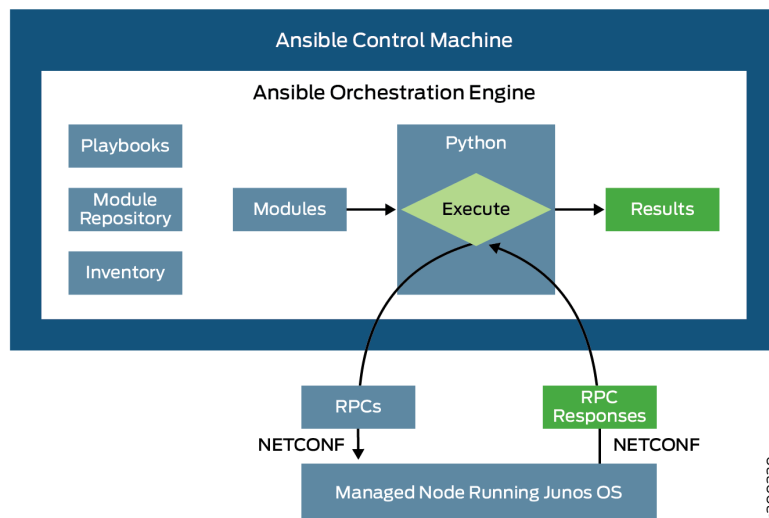 Ansible Control Machine
Ansible Orchestration Engine
Playbooks
Python
Module
Repository
Modules
Execute
Results
Inventory
RPCs
RPC
Responses
NETCONF
NETCONF
Managed Node Running Junos OS